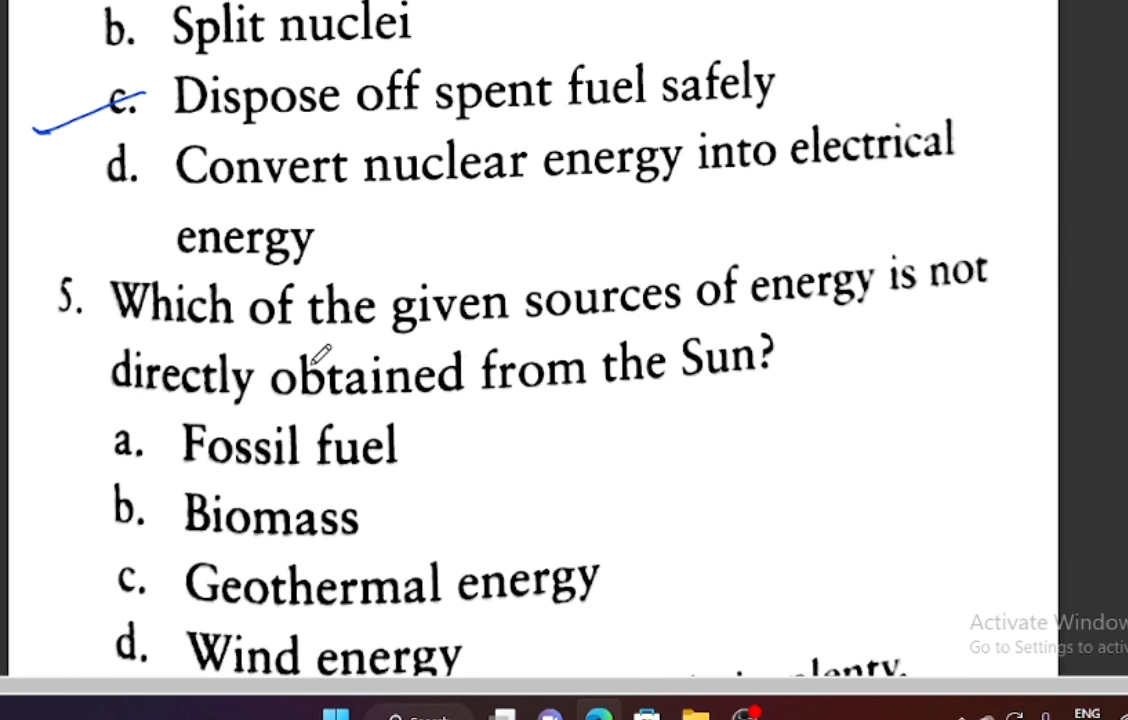 b. Split nuclei
c. Dispose off spent fuel safely
d. Convert nuclear energy into electrical
energy
5. Which of the given sources of energy is not
directly obtained from the Sun?
a. Fossil fuel
b. Biomass
c. Geothermal energy
d. Wind energy
Activate Window
Go to Settings to activ
ENG